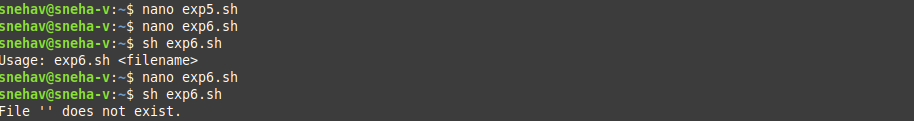 snehav@sneha-v:~$ nano exp5.sh
snehav@sneha-v:~$ nano exp6.sh
snehav@sneha-v:~$ sh exp6.sh
Usage: exp6.sh <filename>
snehav@sneha-v:~$ nano exp6.sh
snehav@sneha-v:~$ sh exp6.sh
File '' does not exist.